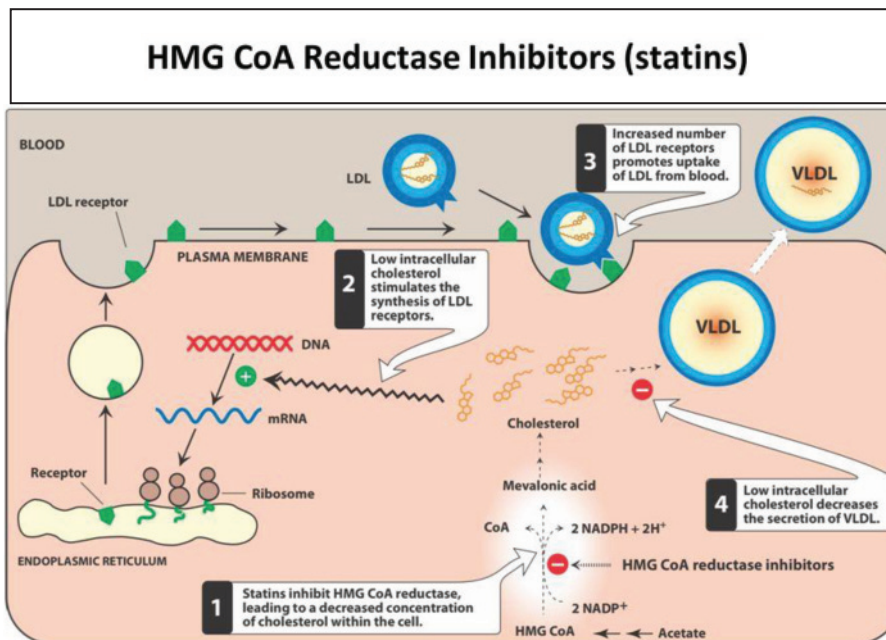 HMG CoA Reductase Inhibitors (statins)
BLOOD
LDL receptor
LDL
3
Increased number
of LDL receptors
promotes uptake
of LDL from blood.
VLDL
PLASMA MEMBRANE
2
Low intracellular
cholesterol
stimulates the
synthesis of LDL
receptors.
VLDL
DNA
+
mRNA
Cholesterol
Receptor
Ribosome
ENDOPLASMIC RETICULUM
Mevalonic acid
CoA
2 NADPH + 2H⁺
4
Low intracellular
cholesterol decreases
the secretion of VLDL.
HMG CoA reductase inhibitors
1
Statins inhibit HMG CoA reductase,
leading to a decreased concentration
of cholesterol within the cell.
2 NADP⁺
HMG CoA
Acetate